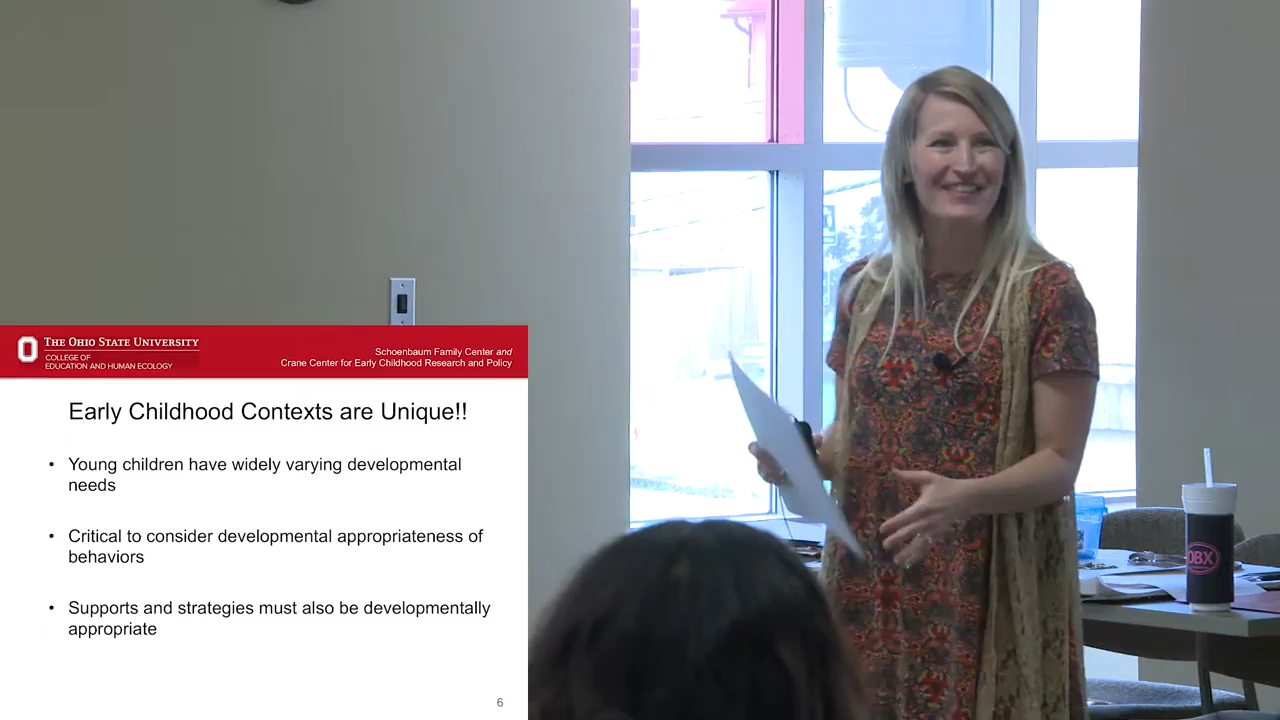 THE OHIO STATE UNIVERSITY
COLLEGE OF
EDUCATION AND HUMAN ECOLOGY
Schoenbaum Family Center and
Crane Center for Early Childhood Research and Policy
Early Childhood Contexts are Unique!!
• Young children have widely varying developmental
needs
• Critical to consider developmental appropriateness of
behaviors
• Supports and strategies must also be developmentally
appropriate
6
OBX